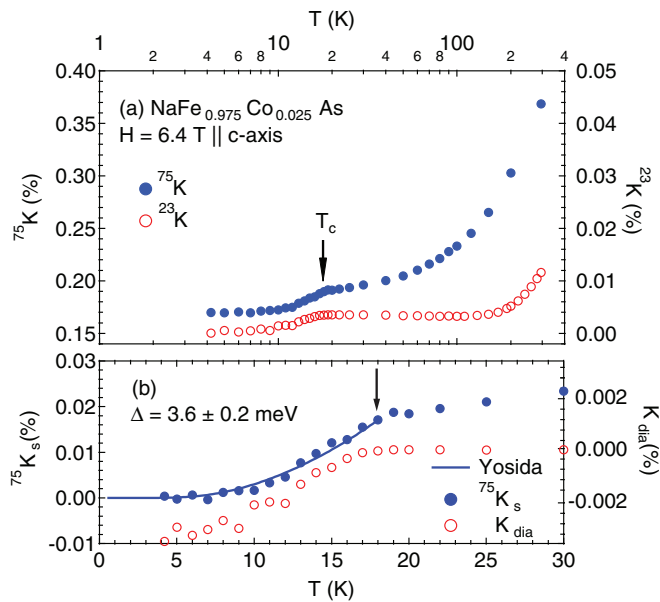 T (K)
1 2 4 6 8 10 2 4 6 8 100 2 4
0.40 0.05
(a) NaFe0.975 Co0.025 As
H = 6.4 T || c-axis
0.35 0.04
75K
23K
0.30 0.03
75K (%) 23K (%)
Tc
0.25 0.02
0.20 0.01
0.15 0.00
0.03
(b)
Δ = 3.6 ± 0.2 meV
0.002
0.02
75Ks(%) Kdia(%)
0.01 0.000
Yosida
75Ks
0.00 -0.002
Kdia
-0.01
0 5 10 15 20 25 30
T (K)